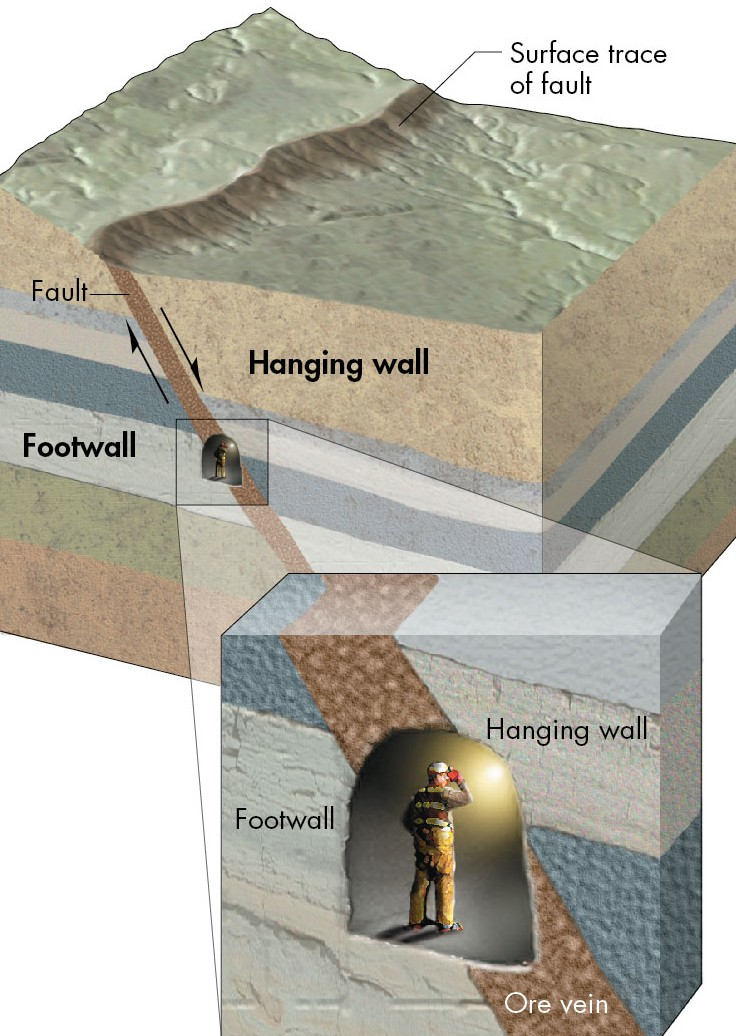 Surface trace
of fault
Fault
Hanging wall
Footwall
Hanging wall
Footwall
Ore vein